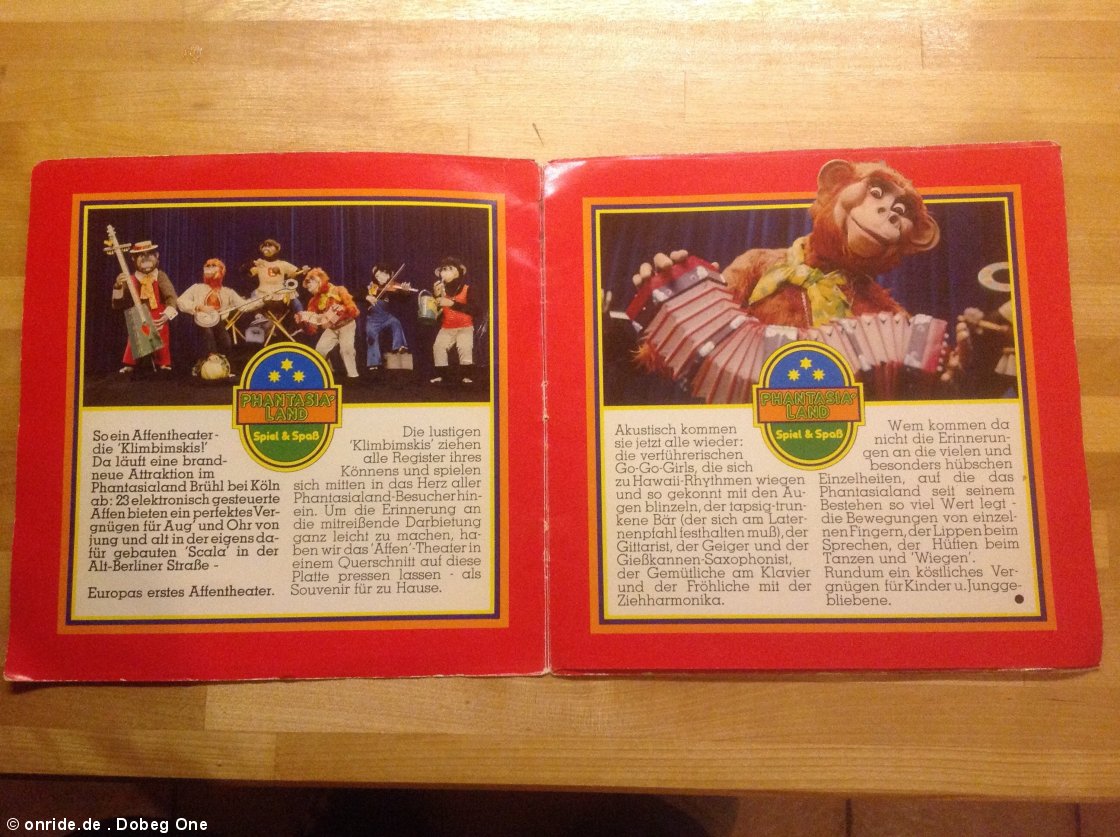 PHANTASIA-
LAND
Spiel & Spaß
So ein Affentheater -
die 'Klimbimskis!'
Da läuft eine brand-
neue Attraktion im
Phantasialand Brühl bei Köln
ab: 23 elektronisch gesteuerte
Affen bieten ein perfektes Ver-
gnügen für Aug' und Ohr von
jung und alt in der eigens da-
für gebauten 'Scala' in der
Alt-Berliner Straße -
Europas erstes Affentheater.
Die lustigen
'Klimbimskis' ziehen
alle Register ihres
Könnens und spielen
sich mitten in das Herz aller
Phantasialand-Besucher hin-
ein. Um die Erinnerung an
die mitreißende Darbietung
ganz leicht zu machen, ha-
ben wir das 'Affen'-Theater in
einem Querschnitt auf diese
Platte pressen lassen - als
Souvenir für zu Hause.
PHANTASIA-
LAND
Spiel & Spaß
Akustisch kommen
sie jetzt alle wieder:
die verführerischen
Go-Go-Girls, die sich
zu Hawaii-Rhythmen wiegen
und so gekonnt mit den Au-
gen blinzeln, der tapsig-trun-
kene Bär (der sich am Later-
nenpfahl festhalten muß), der
Gittarist, der Geiger und der
Gießkannen-Saxophonist,
der Gemütliche am Klavier
und der Fröhliche mit der
Ziehharmonika.
Wem kommen da
nicht die Erinnerun-
gen an die vielen und
besonders hübschen
Einzelheiten, auf die das
Phantasialand seit seinem
Bestehen so viel Wert legt -
die Bewegungen von einzel-
nen Fingern, der Lippen beim
Sprechen, der Hüften beim
Tanzen und 'Wiegen'.
Rundum ein köstliches Ver-
gnügen für Kinder u. Jungge-
bliebene.
© onride.de . Dobeg One